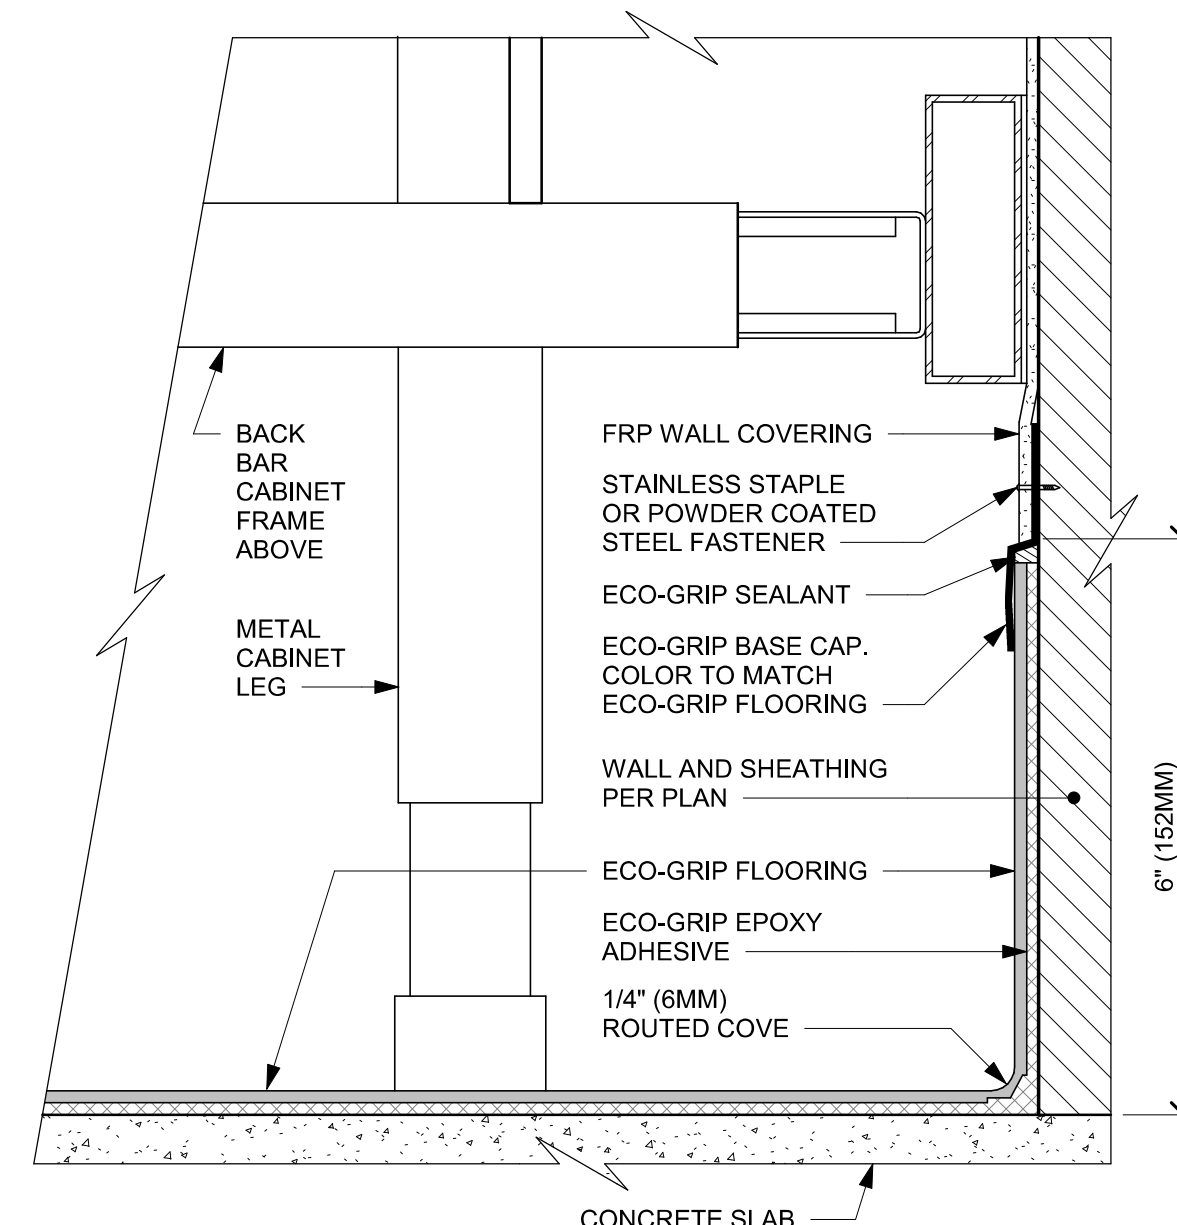 BACK
BAR
CABINET
FRAME
ABOVE
METAL
CABINET
LEG
FRP WALL COVERING
STAINLESS STAPLE
OR POWDER COATED
STEEL FASTENER
ECO-GRIP SEALANT
ECO-GRIP BASE CAP.
COLOR TO MATCH
ECO-GRIP FLOORING
WALL AND SHEATHING
PER PLAN
ECO-GRIP FLOORING
ECO-GRIP EPOXY
ADHESIVE
1/4" (6MM)
ROUTED COVE
6" (152MM)
CONCRETE SLAB